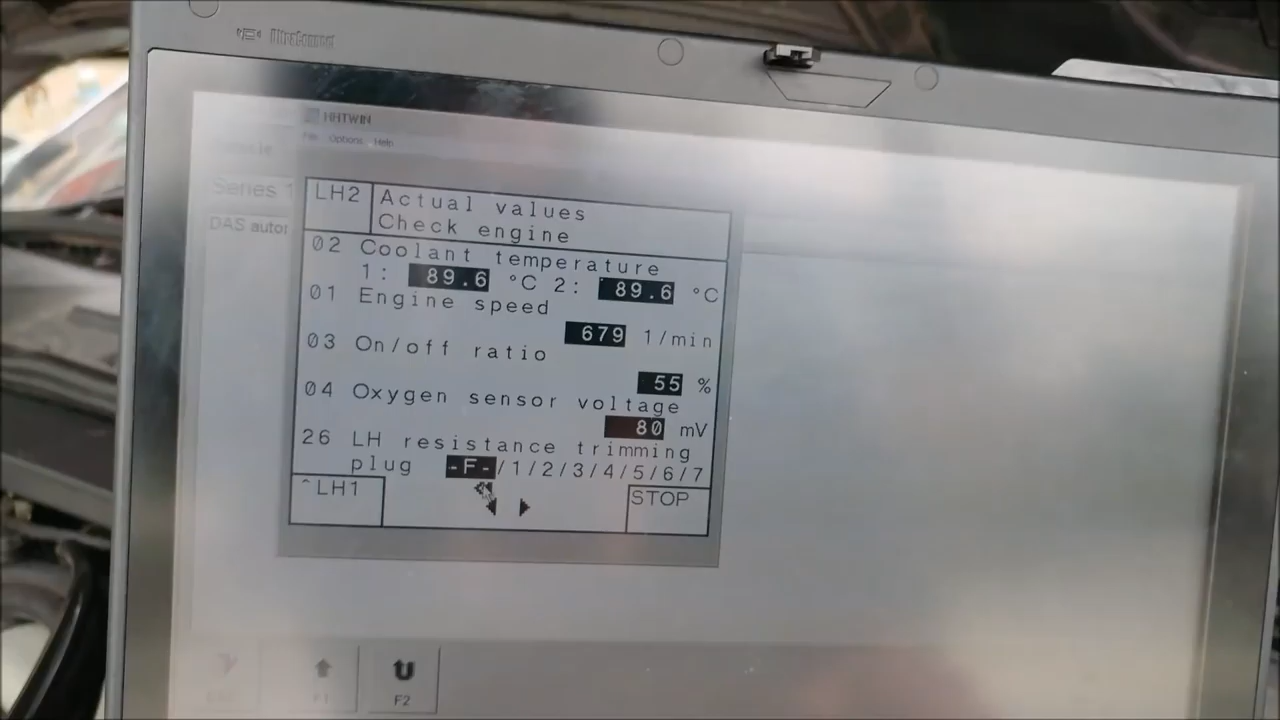 HHTWIN
File Options Help
Series 1
DAS autor
LH2 Actual values
Check engine
02 Coolant temperature
1: 89.6 °C 2: 89.6 °C
01 Engine speed
679 1/min
03 On/off ratio
55 %
04 Oxygen sensor voltage
80 mV
26 LH resistance trimming
plug -F-/1/2/3/4/5/6/7
^LH1
STOP
F1
F2